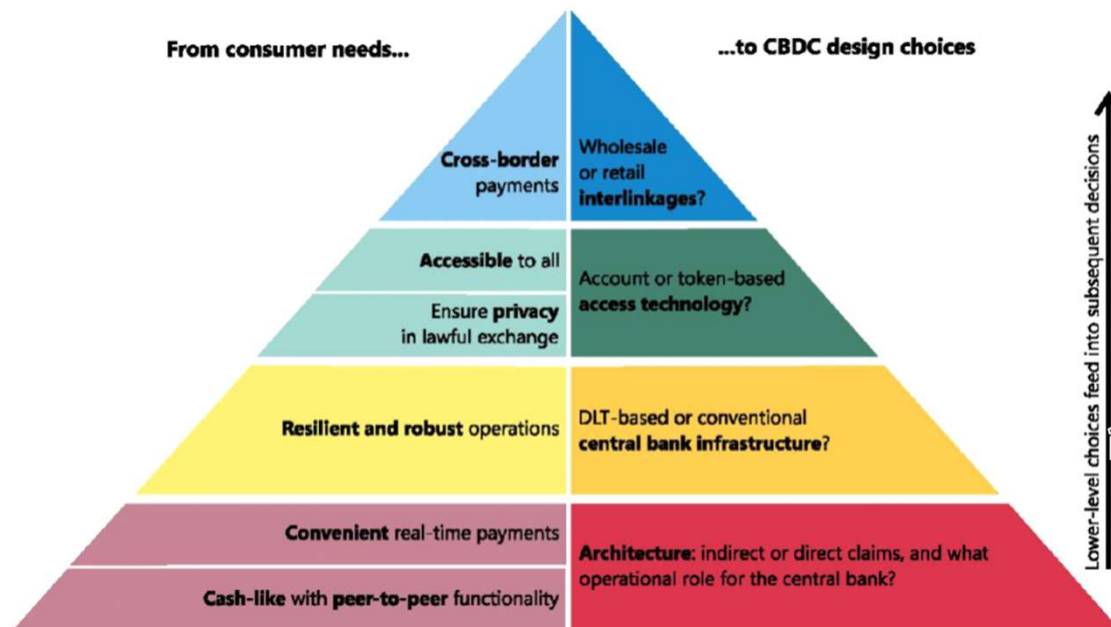 From consumer needs...
...to CBDC design choices
Cross-border
payments
Wholesale
or retail
interlinkages?
Accessible to all
Ensure privacy
in lawful exchange
Account or token-based
access technology?
Resilient and robust operations
DLT-based or conventional
central bank infrastructure?
Convenient real-time payments
Cash-like with peer-to-peer functionality
Architecture: indirect or direct claims, and what
operational role for the central bank?
Lower-level choices feed into subsequent decisions